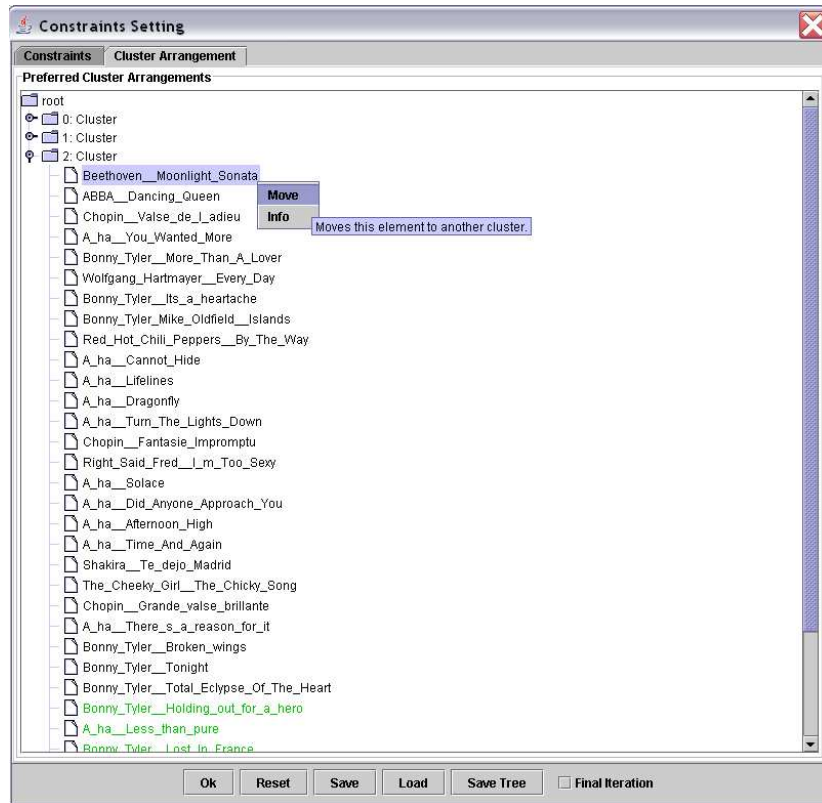 Constraints Setting
Constraints Cluster Arrangement
Preferred Cluster Arrangements
root
0: Cluster
1: Cluster
2: Cluster
Beethoven__Moonlight_Sonata
ABBA__Dancing_Queen
Move
Chopin__Valse_de_l_adieu
Info
Moves this element to another cluster.
A_ha__You_Wanted_More
Bonny_Tyler__More_Than_A_Lover
Wolfgang_Hartmayer__Every_Day
Bonny_Tyler__Its_a_heartache
Bonny_Tyler_Mike_Oldfield__Islands
Red_Hot_Chili_Peppers__By_The_Way
A_ha__Cannot_Hide
A_ha__Lifelines
A_ha__Dragonfly
A_ha__Turn_The_Lights_Down
Chopin__Fantasie_Impromptu
Right_Said_Fred__I_m_Too_Sexy
A_ha__Solace
A_ha__Did_Anyone_Approach_You
A_ha__Afternoon_High
A_ha__Time_And_Again
Shakira__Te_dejo_Madrid
The_Cheeky_Girl__The_Chicky_Song
Chopin__Grande_valse_brillante
A_ha__There_s_a_reason_for_it
Bonny_Tyler__Broken_wings
Bonny_Tyler__Tonight
Bonny_Tyler__Total_Eclypse_Of_The_Heart
Bonny_Tyler__Holding_out_for_a_hero
A_ha__Less_than_pure
Bonny_Tyler__Lost_In_France
Ok Reset Save Load Save Tree Final Iteration